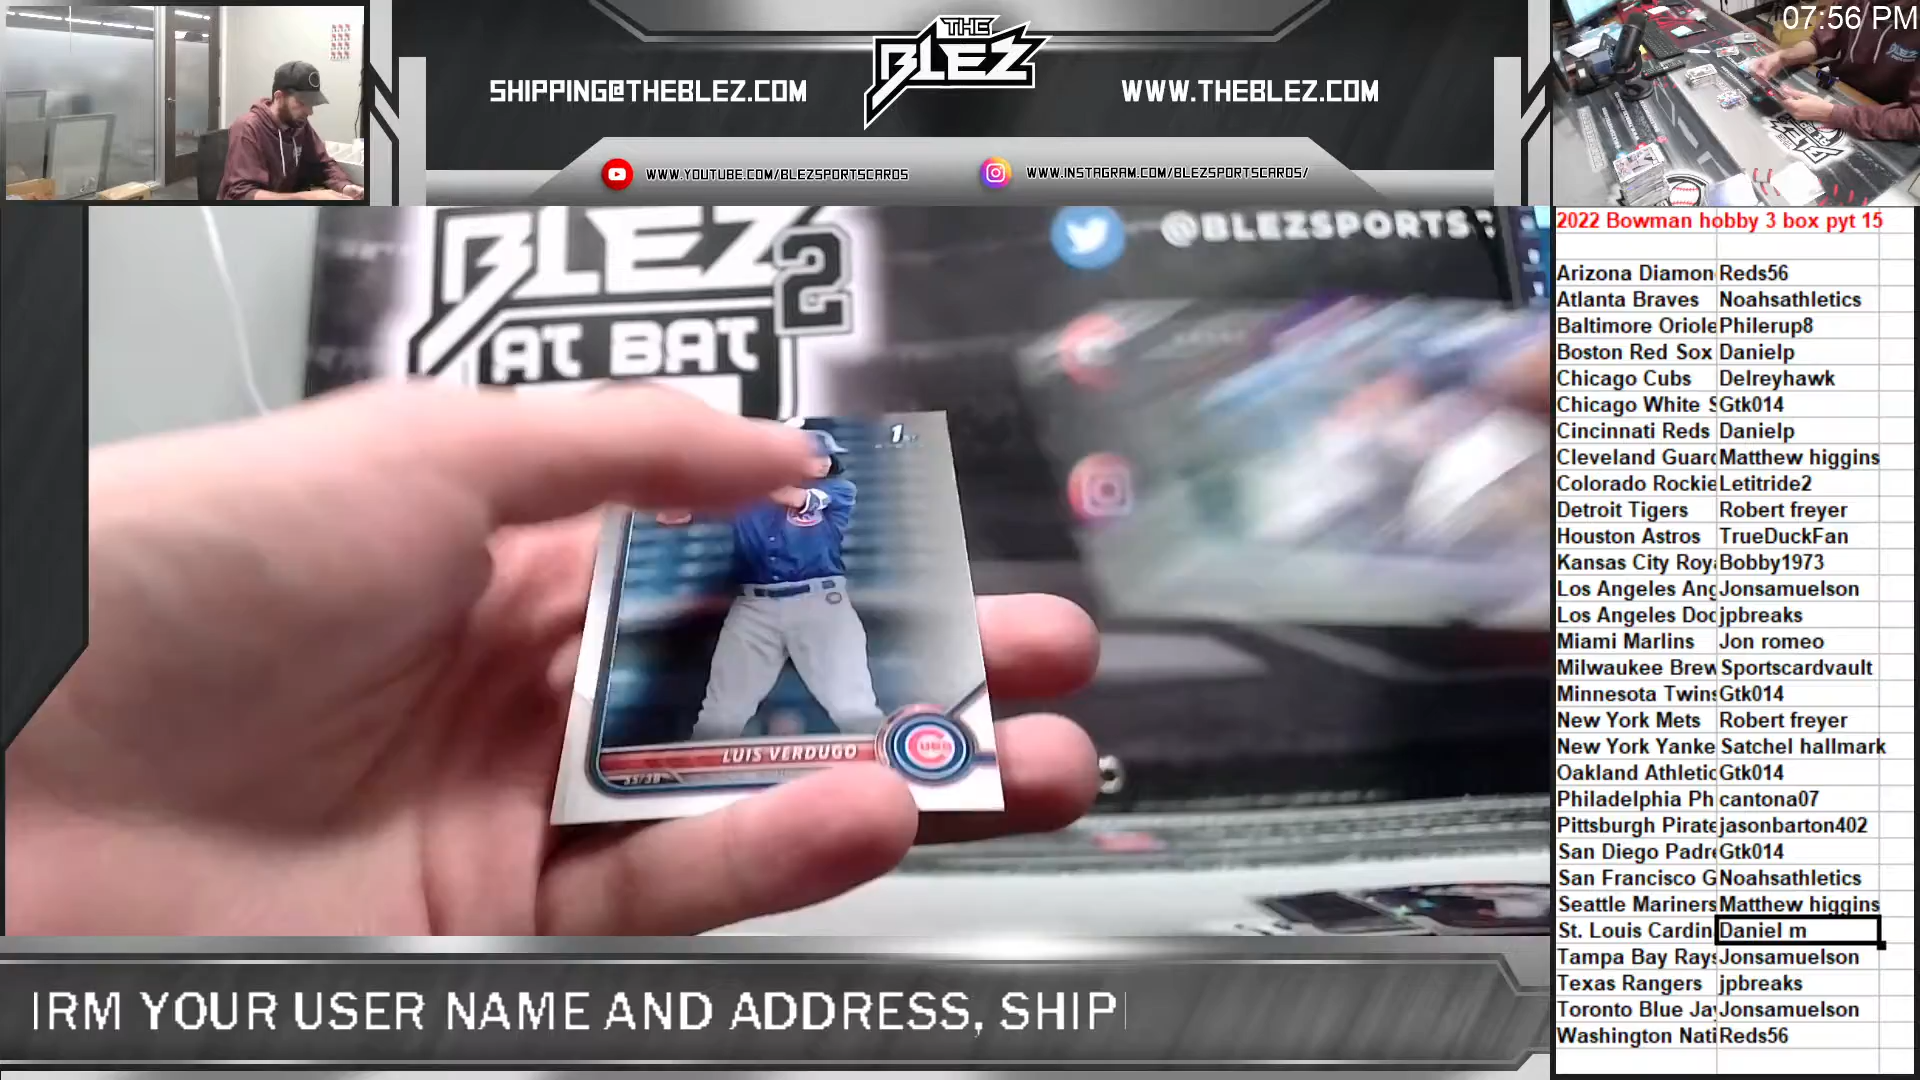 07:56 PM
THE
BLEZ
SHIPPING@THEBLEZ.COM
WWW.THEBLEZ.COM
WWW.YOUTUBE.COM/BLEZSPORTSCARDS
WWW.INSTAGRAM.COM/BLEZSPORTSCARDS/
BLEZ
2
AT BAT
@BLEZSPORTS
1st
LUIS VERDUGO
CUBS
2022 Bowman hobby 3 box pyt 15
Arizona Diamon Reds56
Atlanta Braves Noahsathletics
Baltimore Oriole Philerup8
Boston Red Sox Danielp
Chicago Cubs Delreyhawk
Chicago White S Gtk014
Cincinnati Reds Danielp
Cleveland Guard Matthew higgins
Colorado Rockie Letitride2
Detroit Tigers Robert freyer
Houston Astros TrueDuckFan
Kansas City Roya Bobby1973
Los Angeles Ang Jonsamuelson
Los Angeles Dod jpbreaks
Miami Marlins Jon romeo
Milwaukee Brew Sportscardvault
Minnesota Twins Gtk014
New York Mets Robert freyer
New York Yanke Satchel hallmark
Oakland Athletic Gtk014
Philadelphia Ph cantona07
Pittsburgh Pirate jasonbarton402
San Diego Padre Gtk014
San Francisco G Noahsathletics
Seattle Mariners Matthew higgins
St. Louis Cardin Daniel m
Tampa Bay Rays Jonsamuelson
Texas Rangers jpbreaks
Toronto Blue Jay Jonsamuelson
Washington Nati Reds56
IRM YOUR USER NAME AND ADDRESS, SHIP